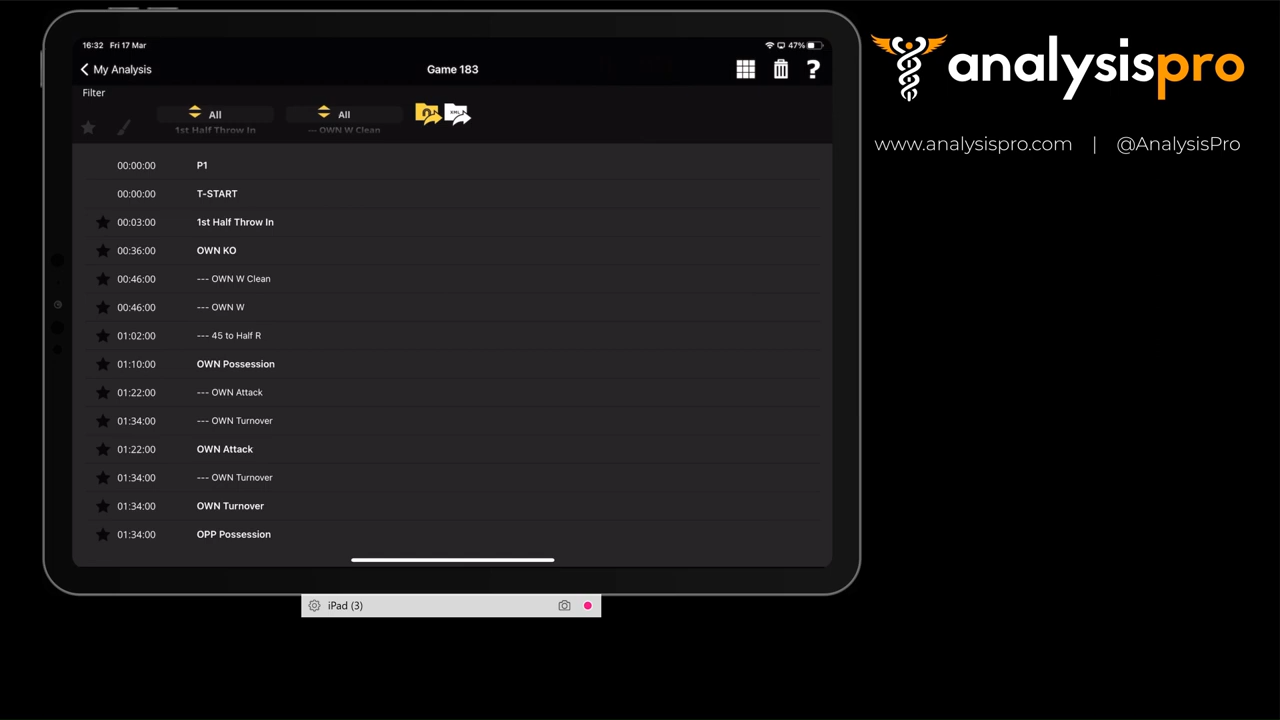 16:32 Fri 17 Mar
47%
My Analysis
Game 183
?
Filter
All
All
1st Half Throw In
--- OWN W Clean
XML
00:00:00 P1
00:00:00 T-START
00:03:00 1st Half Throw In
00:36:00 OWN KO
00:46:00 --- OWN W Clean
00:46:00 --- OWN W
01:02:00 --- 45 to Half R
01:10:00 OWN Possession
01:22:00 --- OWN Attack
01:34:00 --- OWN Turnover
01:22:00 OWN Attack
01:34:00 --- OWN Turnover
01:34:00 OWN Turnover
01:34:00 OPP Possession
iPad (3)
analysispro
www.analysispro.com | @AnalysisPro